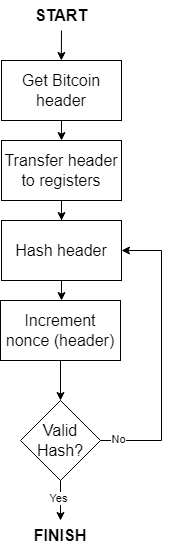 START
Get Bitcoin
header
Transfer header
to registers
Hash header
Increment
nonce (header)
Valid
Hash?
No
Yes
FINISH